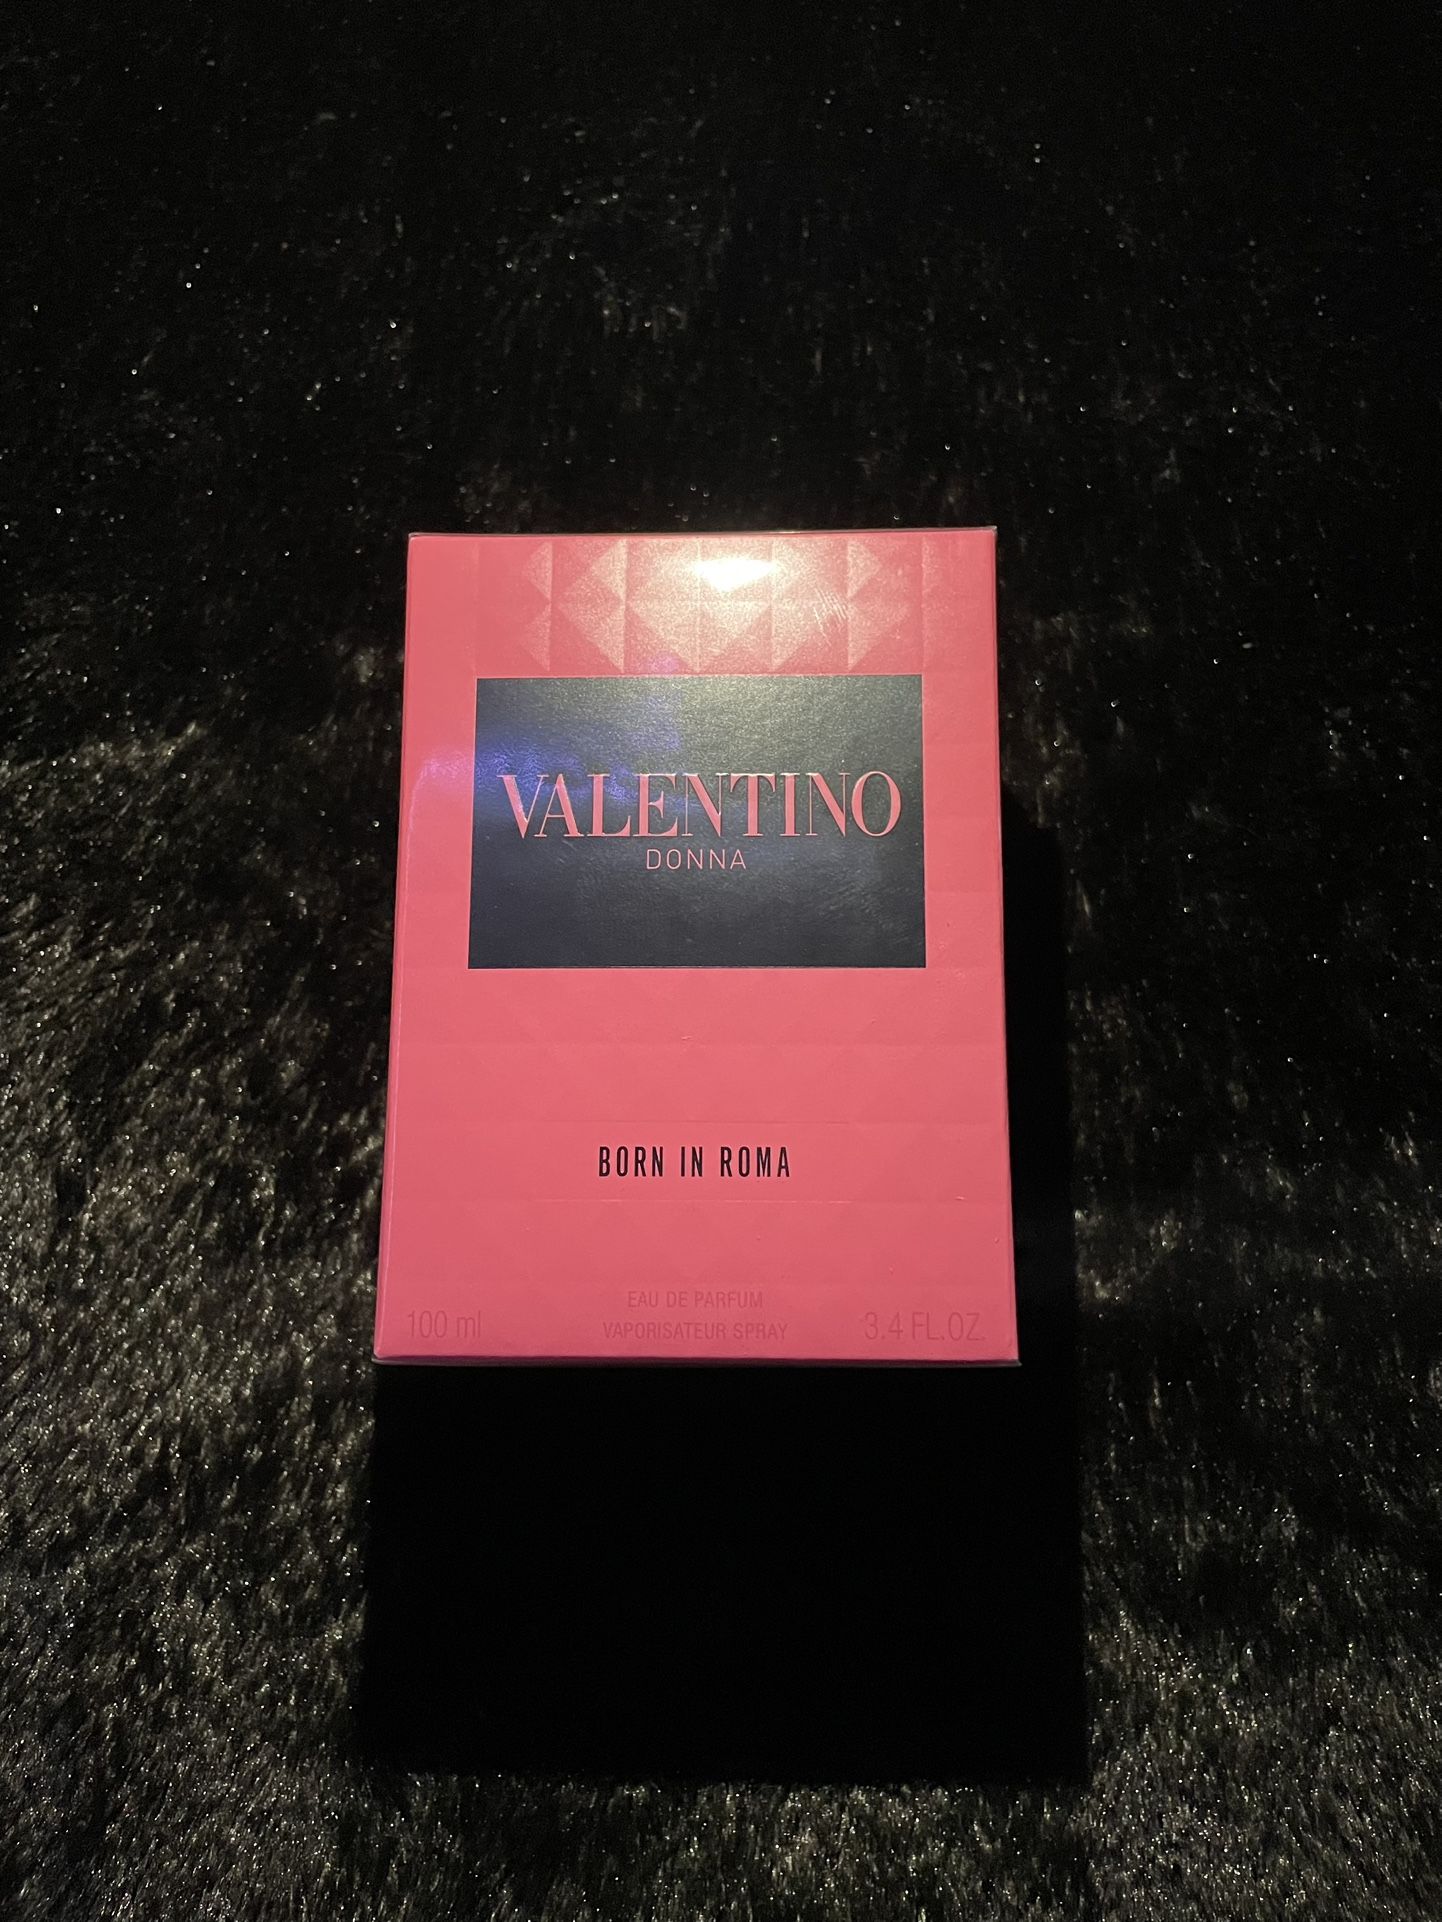 VALENTINO
DONNA
BORN IN ROMA
EAU DE PARFUM
100 ml VAPORISATEUR SPRAY 3.4 FL.OZ.